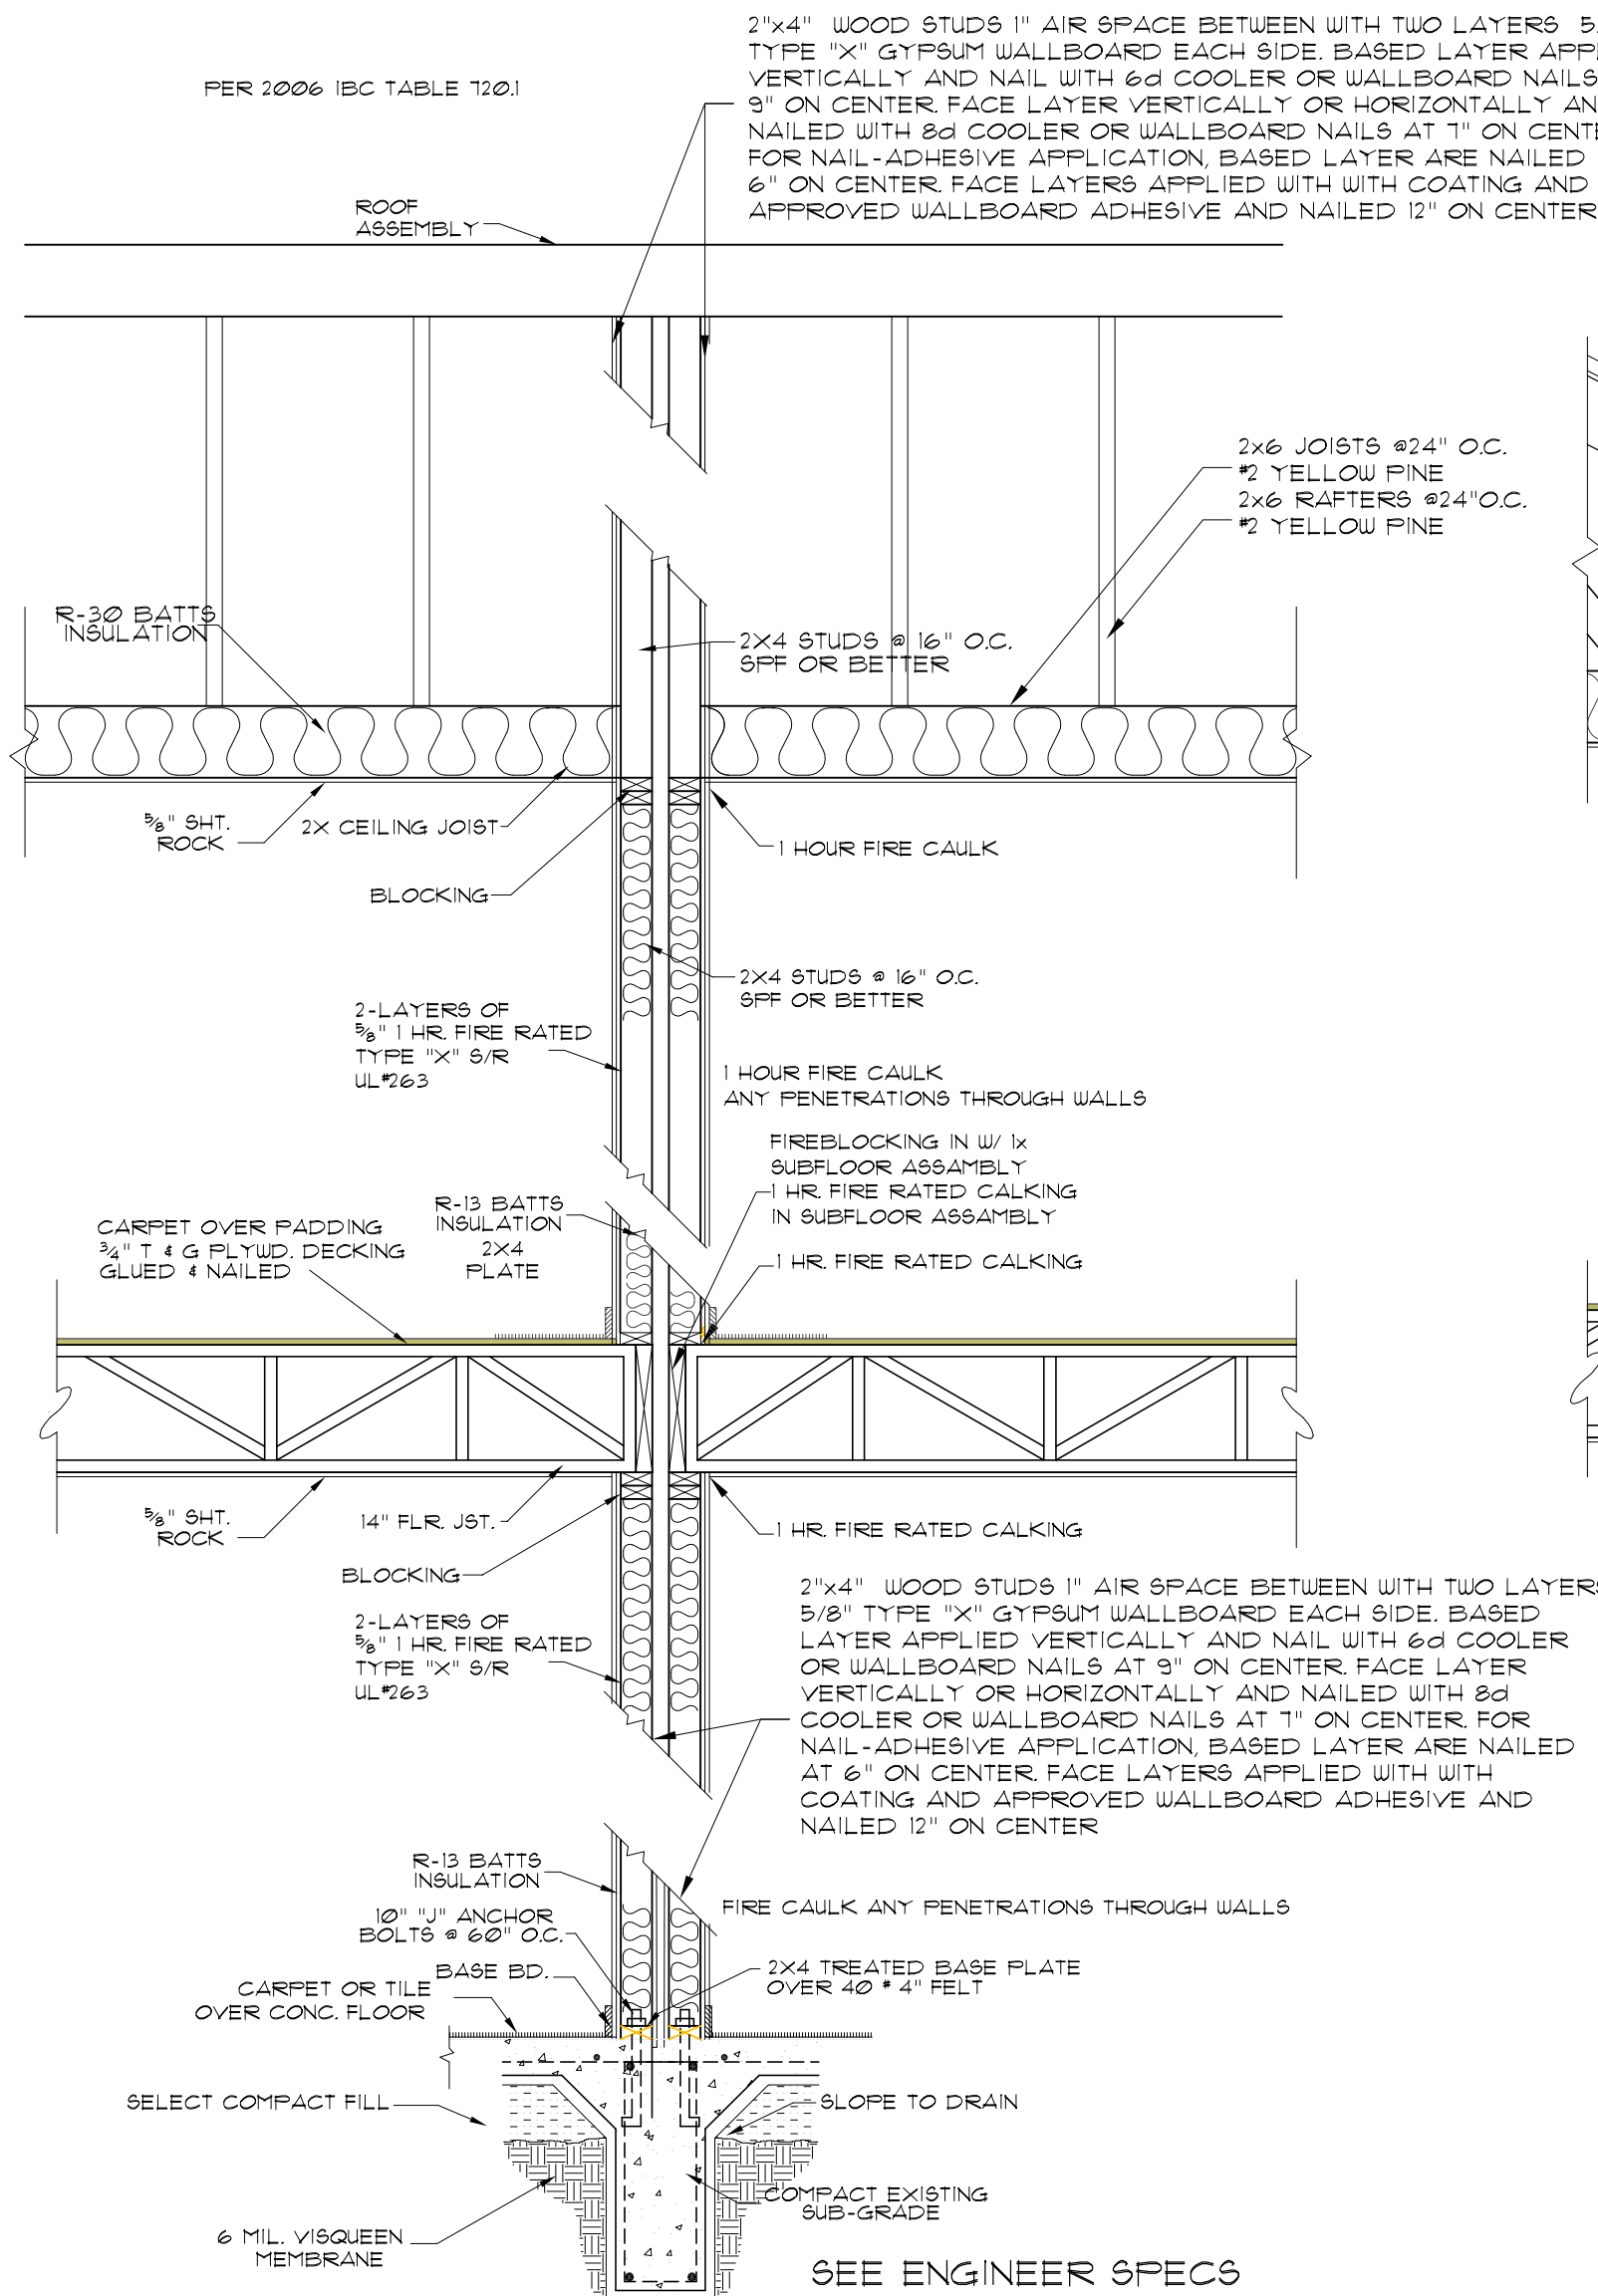 2"x4" WOOD STUDS 1" AIR SPACE BETWEEN WITH TWO LAYERS
TYPE "X" GYPSUM WALLBOARD EACH SIDE. BASED LAYER
VERTICALLY AND NAIL WITH 6d COOLER OR WALLBOARD NAILS
9" ON CENTER. FACE LAYER VERTICALLY OR HORIZONTALLY
NAILED WITH 8d COOLER OR WALLBOARD NAILS AT 7" ON
FOR NAIL-ADHESIVE APPLICATION, BASED LAYER ARE NAILED
6" ON CENTER. FACE LAYERS APPLIED WITH WITH COATING AND
APPROVED WALLBOARD ADHESIVE AND NAILED 12" ON CENTER
PER 2006 IBC TABLE 720.1
ROOF
ASSEMBLY
2x6 JOISTS @24" O.C.
#2 YELLOW PINE
2x6 RAFTERS @24"O.C.
#2 YELLOW PINE
R-30 BATTS
INSULATION
2X4 STUDS @ 16" O.C.
SPF OR BETTER
5/8" SHT.
ROCK
2X CEILING JOIST
1 HOUR FIRE CAULK
BLOCKING
2X4 STUDS @ 16" O.C.
SPF OR BETTER
2-LAYERS OF
5/8" 1 HR. FIRE RATED
TYPE "X" S/R
UL#263
1 HOUR FIRE CAULK
ANY PENETRATIONS THROUGH WALLS
FIREBLOCKING IN W/ 1x
SUBFLOOR ASSAMBLY
1 HR. FIRE RATED CALKING
IN SUBFLOOR ASSAMBLY
R-13 BATTS
INSULATION
2X4
PLATE
CARPET OVER PADDING
3/4" T & G PLYWD. DECKING
GLUED & NAILED
1 HR. FIRE RATED CALKING
5/8" SHT.
ROCK
14" FLR. JST.
1 HR. FIRE RATED CALKING
BLOCKING
2-LAYERS OF
5/8" 1 HR. FIRE RATED
TYPE "X" S/R
UL#263
2"x4" WOOD STUDS 1" AIR SPACE BETWEEN WITH TWO LAYERS
5/8" TYPE "X" GYPSUM WALLBOARD EACH SIDE. BASED
LAYER APPLIED VERTICALLY AND NAIL WITH 6d COOLER
OR WALLBOARD NAILS AT 9" ON CENTER. FACE LAYER
VERTICALLY OR HORIZONTALLY AND NAILED WITH 8d
COOLER OR WALLBOARD NAILS AT 7" ON CENTER. FOR
NAIL-ADHESIVE APPLICATION, BASED LAYER ARE NAILED
AT 6" ON CENTER. FACE LAYERS APPLIED WITH WITH
COATING AND APPROVED WALLBOARD ADHESIVE AND
NAILED 12" ON CENTER
R-13 BATTS
INSULATION
FIRE CAULK ANY PENETRATIONS THROUGH WALLS
10" "J" ANCHOR
BOLTS @ 60" O.C.
BASE BD.
2X4 TREATED BASE PLATE
OVER 40 # 4" FELT
CARPET OR TILE
OVER CONC. FLOOR
SELECT COMPACT FILL
SLOPE TO DRAIN
COMPACT EXISTING
SUB-GRADE
6 MIL. VISQUEEN
MEMBRANE
SEE ENGINEER SPECS